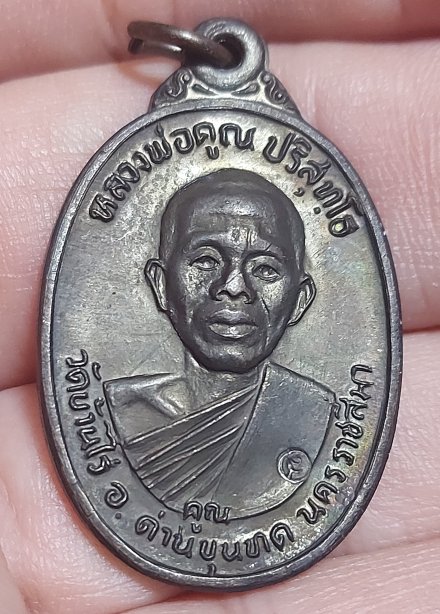 หลวงพ่อคูณ ปริสุทฺโธ
คูณ
วัดบ้านไร่ อ. ด่านขุนทด นครราชสีมา